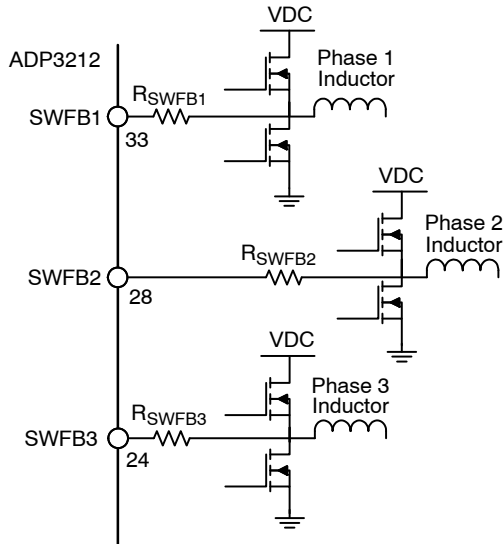 VDC
ADP3212
Phase 1
Inductor
RSWFB1
SWFB1
33
VDC
Phase 2
Inductor
RSWFB2
SWFB2
28
VDC
Phase 3
Inductor
RSWFB3
SWFB3
24